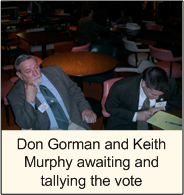 Don Gorman and Keith
Murphy awaiting and
tallying the vote